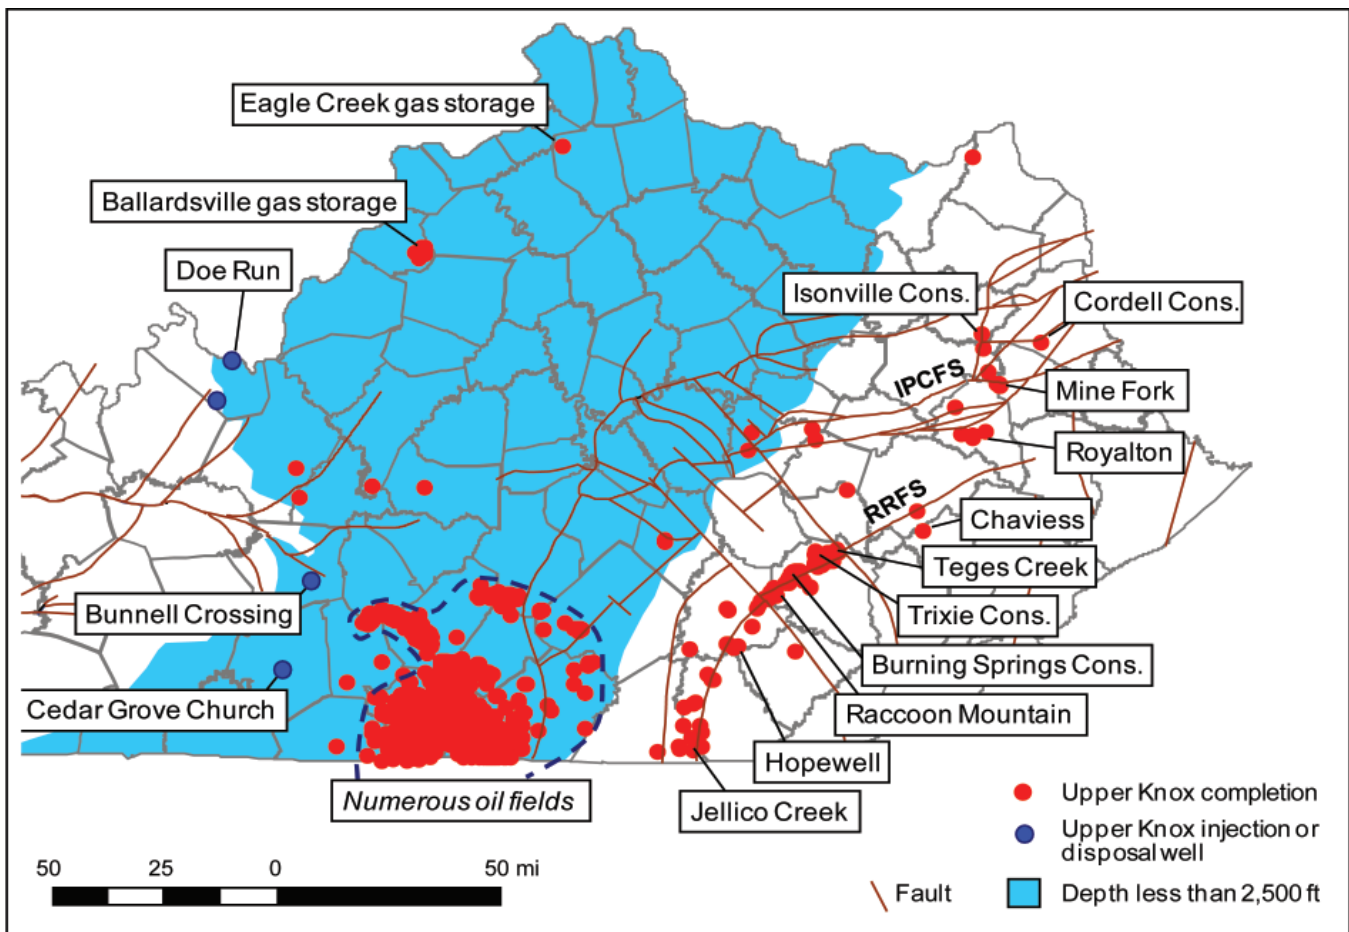 Eagle Creek gas storage
Ballardsville gas storage
Doe Run
Isonville Cons.
Cordell Cons.
IPCFS
Mine Fork
Royalton
RRFS
Chaviess
Teges Creek
Bunnell Crossing
Trixie Cons.
Burning Springs Cons.
Cedar Grove Church
Raccoon Mountain
Hopewell
Numerous oil fields
Jellico Creek
Upper Knox completion
Upper Knox injection or
disposal well
50 25 0 50 mi
Fault
Depth less than 2,500 ft